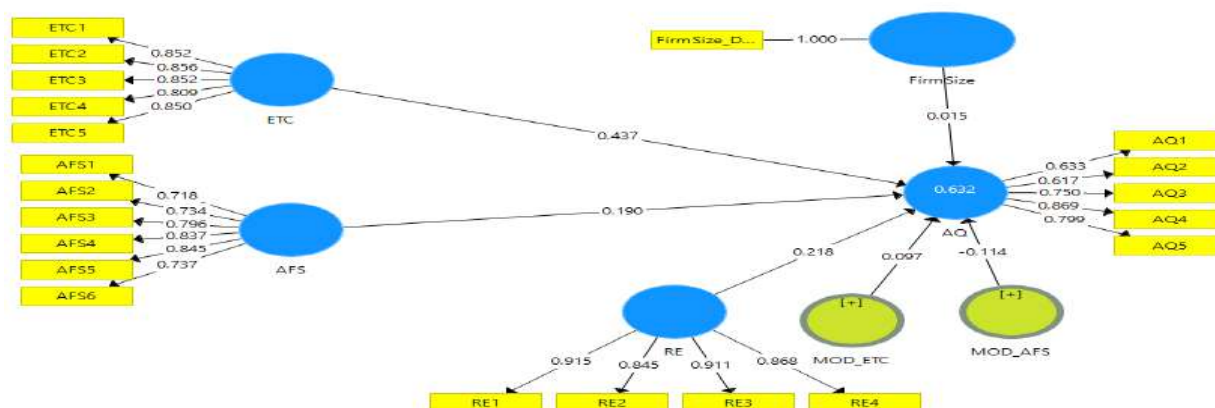 ETC1
ETC2
ETC3
ETC4
ETC5
0.852
0.856
0.852
0.809
0.850
ETC
AFS1
AFS2
AFS3
AFS4
AFS5
AFS6
0.718
0.734
0.796
0.837
0.845
0.737
AFS
FirmSize_D...
1.000
FirmSize
0.015
0.437
0.190
0.218
0.097
-0.114
0.632
AQ
0.633
0.617
0.750
0.869
0.799
AQ1
AQ2
AQ3
AQ4
AQ5
RE
0.915
0.845
0.911
0.868
RE1
RE2
RE3
RE4
[+]
MOD_ETC
[+]
MOD_AFS